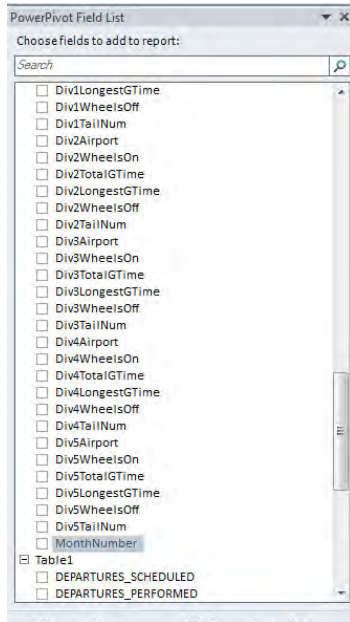 PowerPivot Field List
Choose fields to add to report:
Search
Div1LongestGTime
Div1WheelsOff
Div1TailNum
Div2Airport
Div2WheelsOn
Div2TotalGTime
Div2LongestGTime
Div2WheelsOff
Div2TailNum
Div3Airport
Div3WheelsOn
Div3TotalGTime
Div3LongestGTime
Div3WheelsOff
Div3TailNum
Div4Airport
Div4WheelsOn
Div4TotalGTime
Div4LongestGTime
Div4WheelsOff
Div4TailNum
Div5Airport
Div5WheelsOn
Div5TotalGTime
Div5LongestGTime
Div5WheelsOff
Div5TailNum
MonthNumber
Table1
DEPARTURES_SCHEDULED
DEPARTURES_PERFORMED